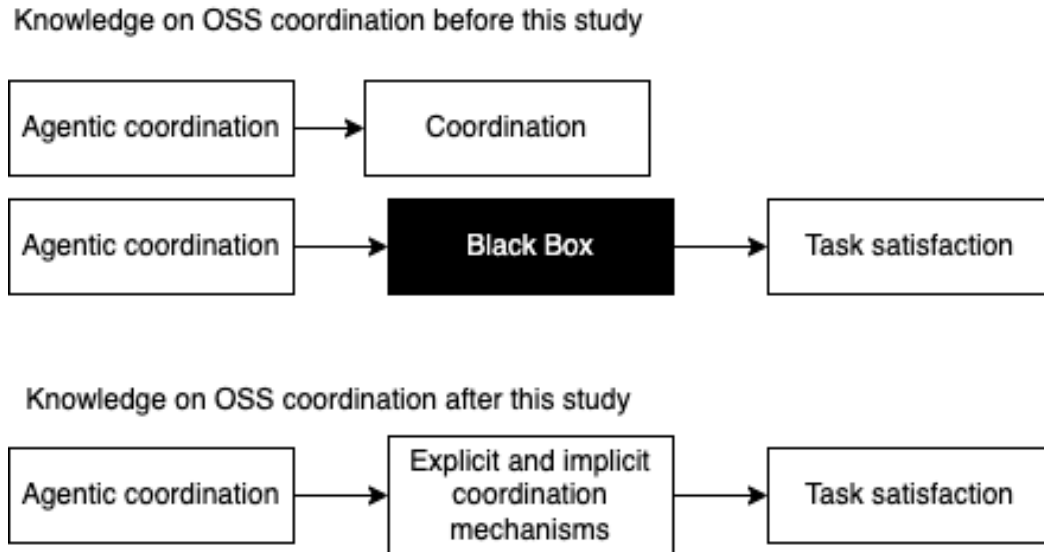 Knowledge on OSS coordination before this study
Agentic coordination
Coordination
Agentic coordination
Black Box
Task satisfaction
Knowledge on OSS coordination after this study
Agentic coordination
Explicit and implicit
coordination
mechanisms
Task satisfaction